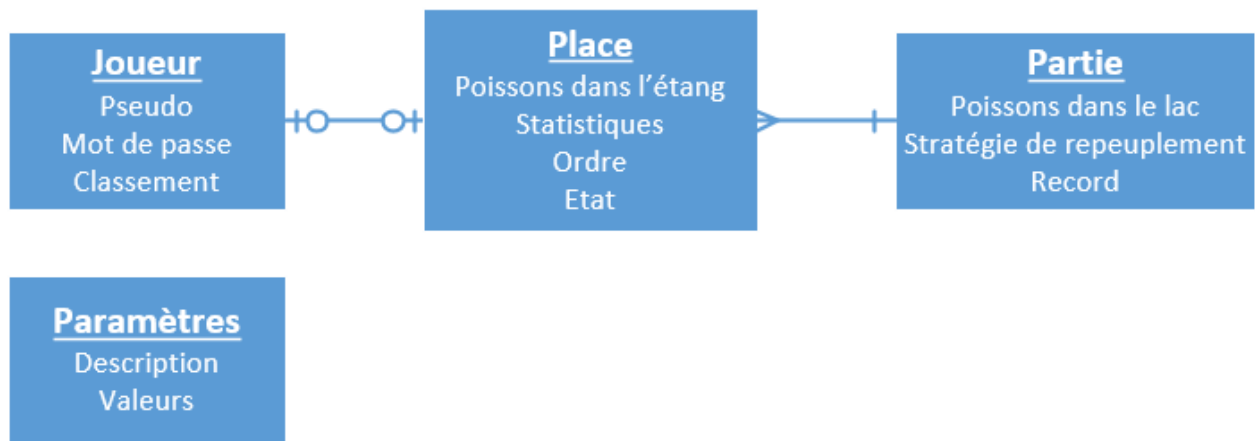 Joueur
Pseudo
Mot de passe
Classement
Place
Poissons dans l'étang
Statistiques
Ordre
Etat
Partie
Poissons dans le lac
Stratégie de repeuplement
Record
Paramètres
Description
Valeurs